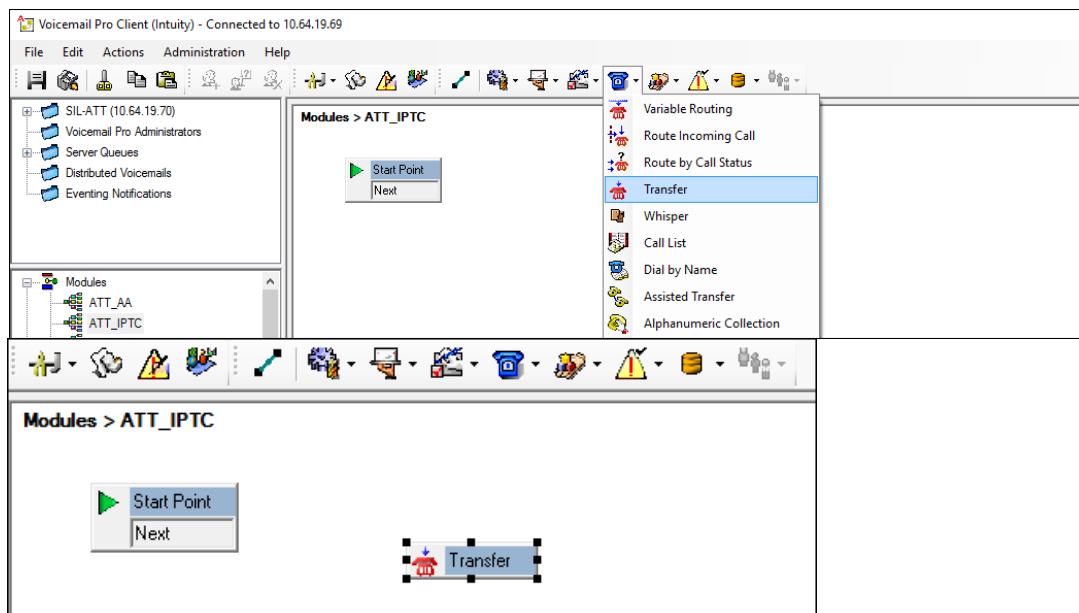 Voicemail Pro Client (Intuity) - Connected to 10.64.19.69
File Edit Actions Administration Help
SIL-ATT (10.64.19.70)
Voicemail Pro Administrators
Server Queues
Distributed Voicemails
Eventing Notifications
Modules
ATT_AA
ATT_IPTC
Modules > ATT_IPTC
Start Point
Next
Variable Routing
Route Incoming Call
Route by Call Status
Transfer
Whisper
Call List
Dial by Name
Assisted Transfer
Alphanumeric Collection
Modules > ATT_IPTC
Start Point
Next
Transfer